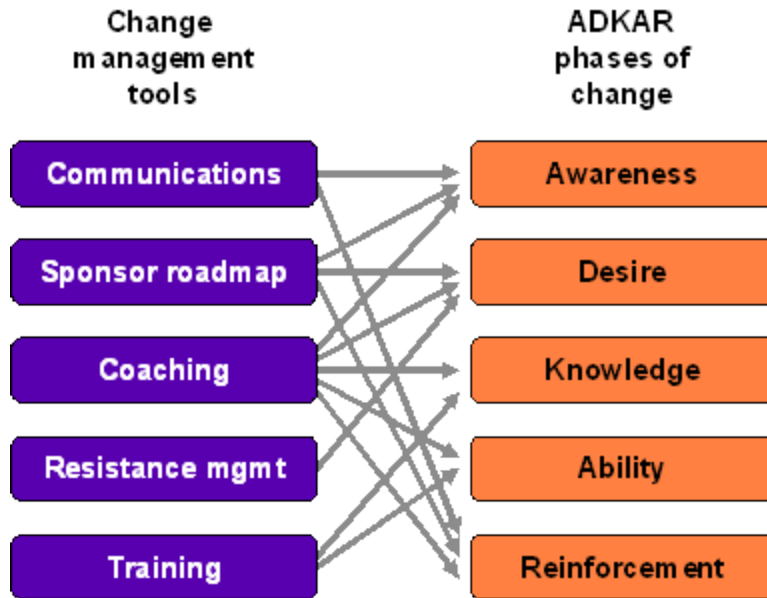 Change
management
tools
ADKAR
phases of
change
Communications
Awareness
Sponsor roadmap
Desire
Coaching
Knowledge
Resistance mgmt
Ability
Training
Reinforcement